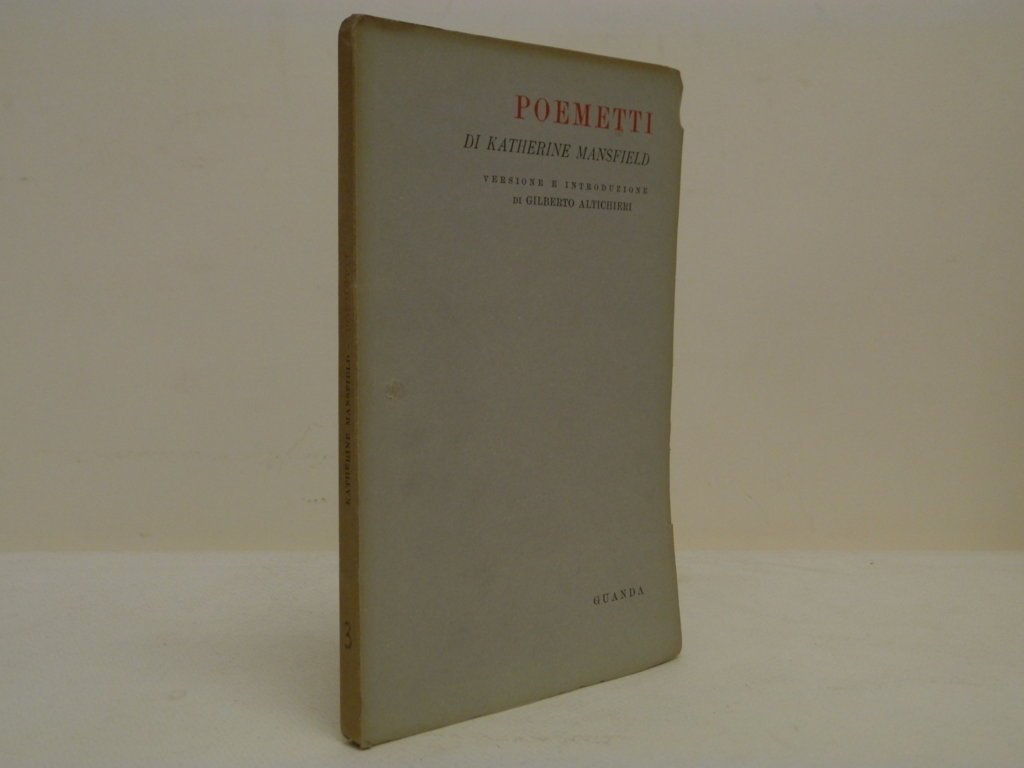 POEMETTI
DI KATHERINE MANSFIELD
VERSIONE E INTRODUZIONE
DI GILBERTO ALTICHIERI
GUANDA
KATHERINE MANSFIELD
3